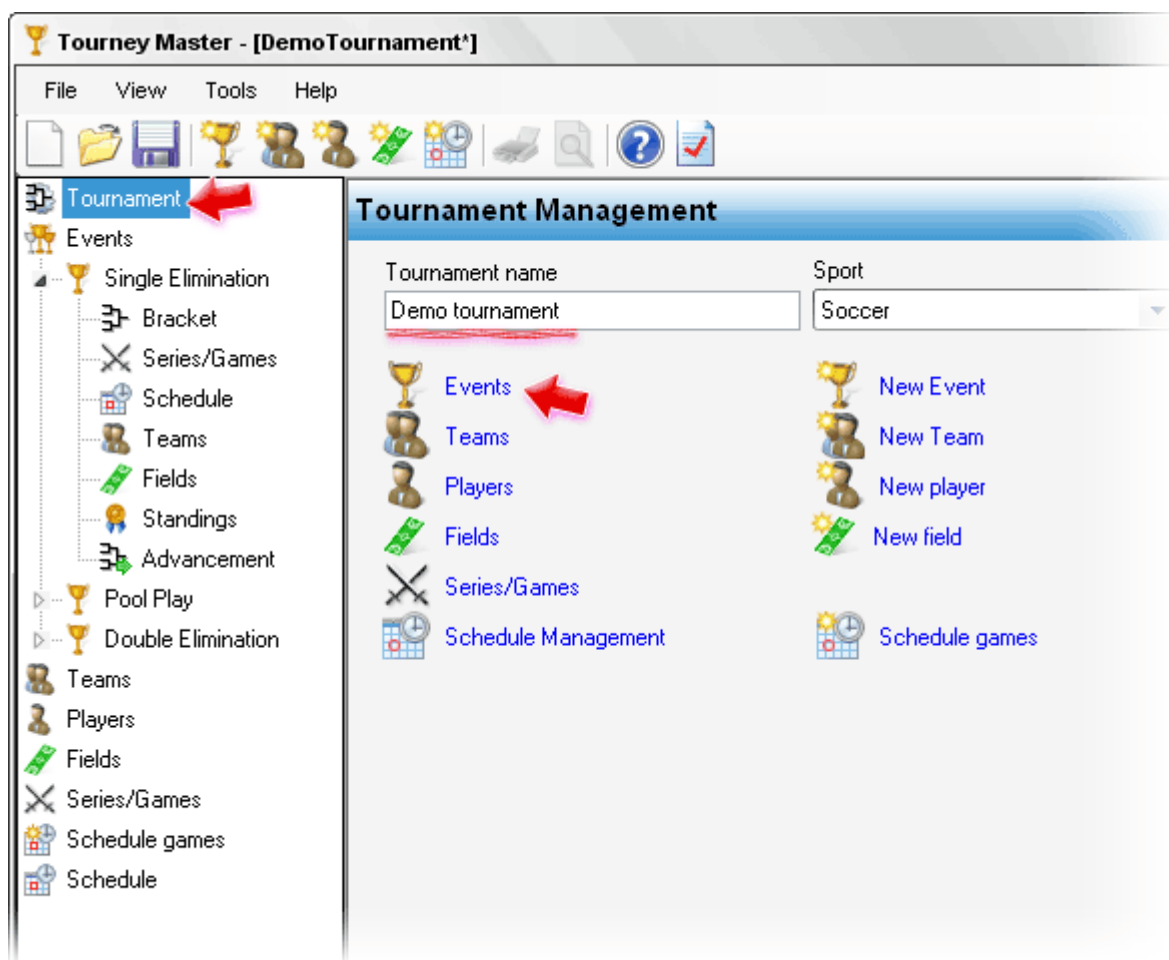 Tourney Master - [DemoTournament*]
File View Tools Help
Tournament
Events
Single Elimination
Bracket
Series/Games
Schedule
Teams
Fields
Standings
Advancement
Pool Play
Double Elimination
Teams
Players
Fields
Series/Games
Schedule games
Schedule
Tournament Management
Tournament name Sport
Demo tournament Soccer
Events New Event
Teams New Team
Players New player
Fields New field
Series/Games
Schedule Management Schedule games